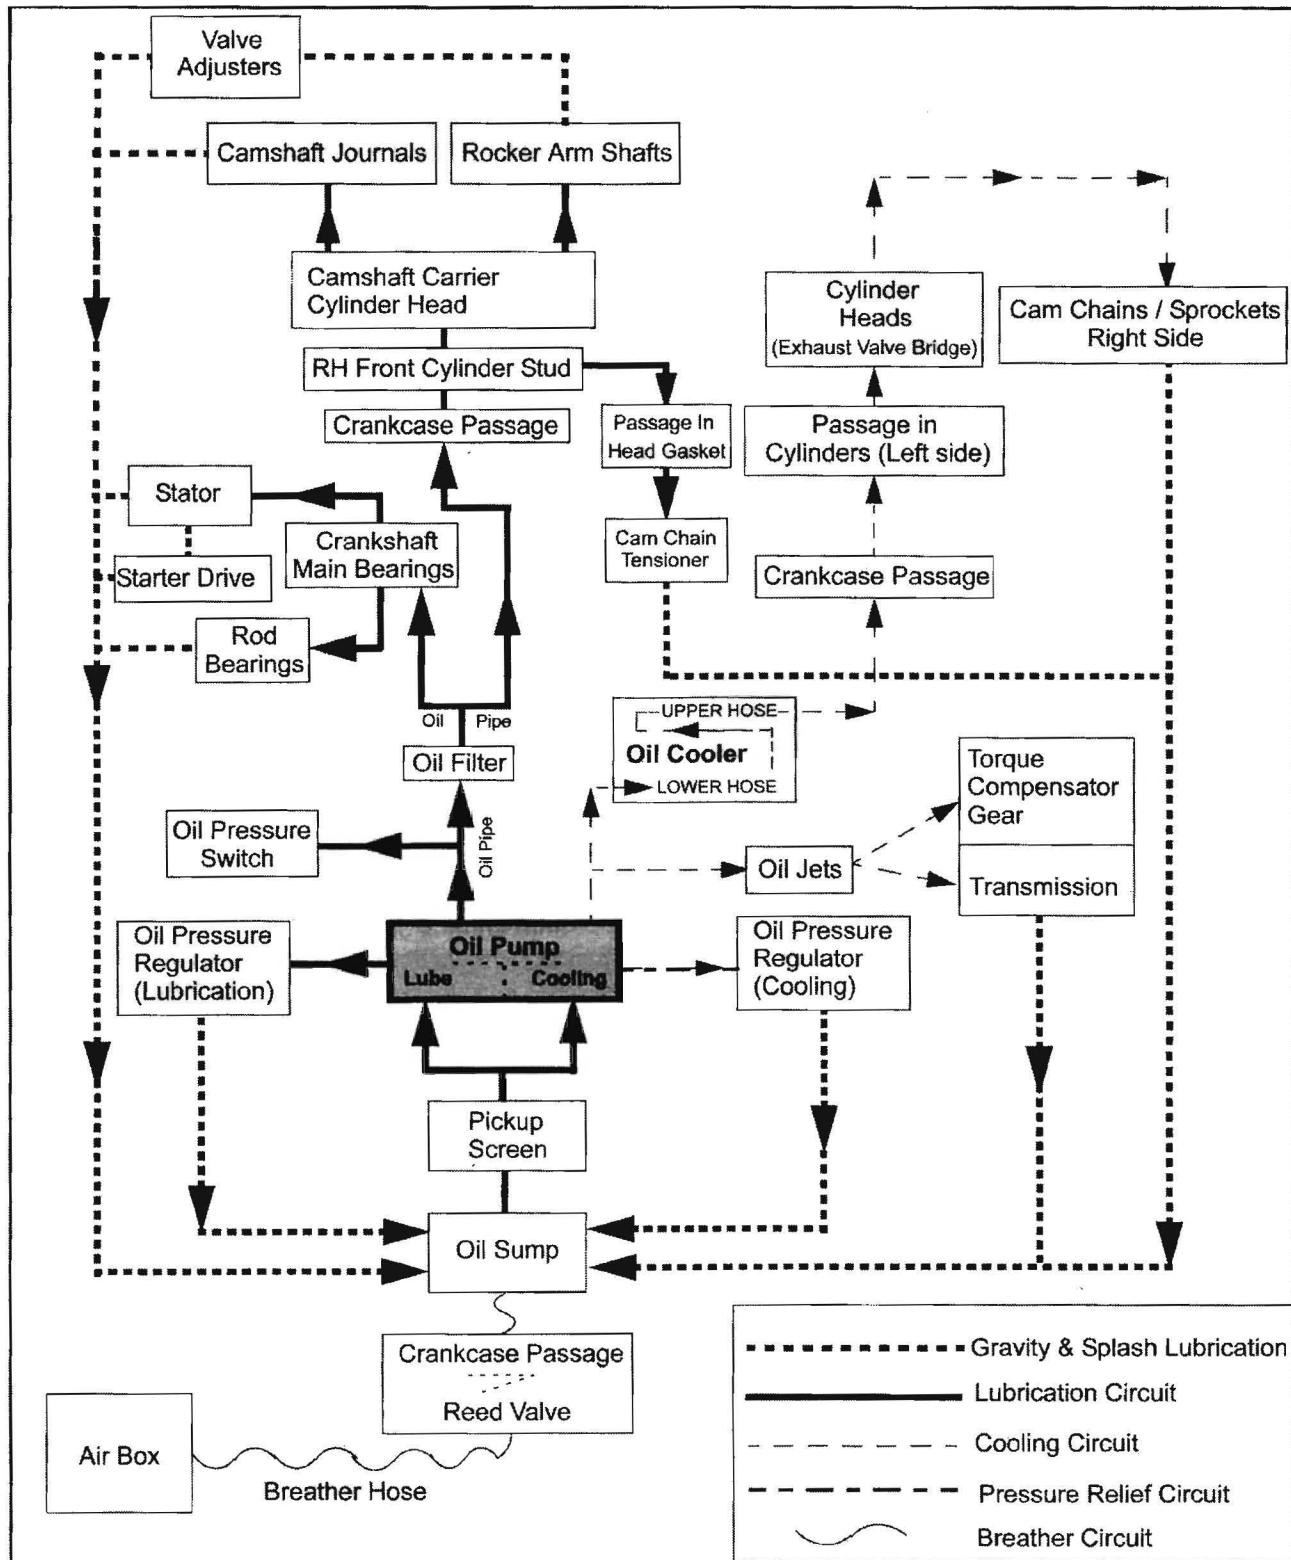 Valve
Adjusters
Camshaft Journals
Rocker Arm Shafts
Camshaft Carrier
Cylinder Head
Cylinder
Heads
(Exhaust Valve Bridge)
Cam Chains / Sprockets
Right Side
RH Front Cylinder Stud
Crankcase Passage
Passage In
Head Gasket
Passage in
Cylinders (Left side)
Stator
Crankshaft
Main Bearings
Cam Chain
Tensioner
Starter Drive
Crankcase Passage
Rod
Bearings
Oil Pipe
UPPER HOSE
Oil Cooler
LOWER HOSE
Oil Filter
Torque
Compensator
Gear
Oil Pressure
Switch
Oil Pipe
Oil Jets
Transmission
Oil Pressure
Regulator
(Lubrication)
Oil Pump
Lube Cooling
Oil Pressure
Regulator
(Cooling)
Pickup
Screen
Oil Sump
Crankcase Passage
Reed Valve
Air Box
Breather Hose
Gravity & Splash Lubrication
Lubrication Circuit
Cooling Circuit
Pressure Relief Circuit
Breather Circuit